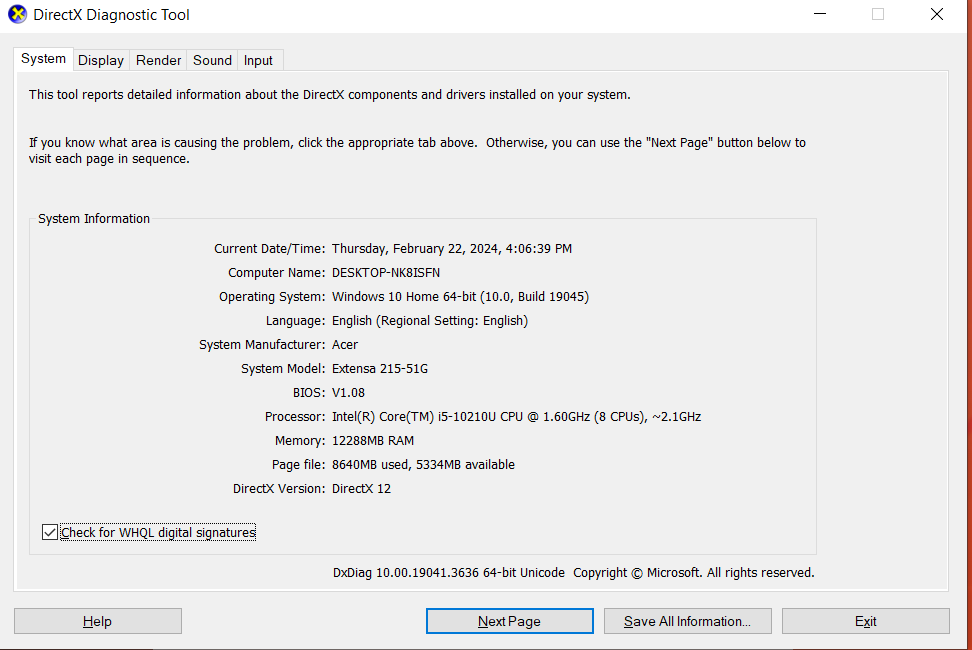 DirectX Diagnostic Tool
System Display Render Sound Input
This tool reports detailed information about the DirectX components and drivers installed on your system.
If you know what area is causing the problem, click the appropriate tab above.  Otherwise, you can use the "Next Page" button below to
visit each page in sequence.
System Information
Current Date/Time: Thursday, February 22, 2024, 4:06:39 PM
Computer Name: DESKTOP-NK8ISFN
Operating System: Windows 10 Home 64-bit (10.0, Build 19045)
Language: English (Regional Setting: English)
System Manufacturer: Acer
System Model: Extensa 215-51G
BIOS: V1.08
Processor: Intel(R) Core(TM) i5-10210U CPU @ 1.60GHz (8 CPUs), ~2.1GHz
Memory: 12288MB RAM
Page file: 8640MB used, 5334MB available
DirectX Version: DirectX 12
Check for WHQL digital signatures
DxDiag 10.00.19041.3636 64-bit Unicode  Copyright © Microsoft. All rights reserved.
Help Next Page Save All Information... Exit